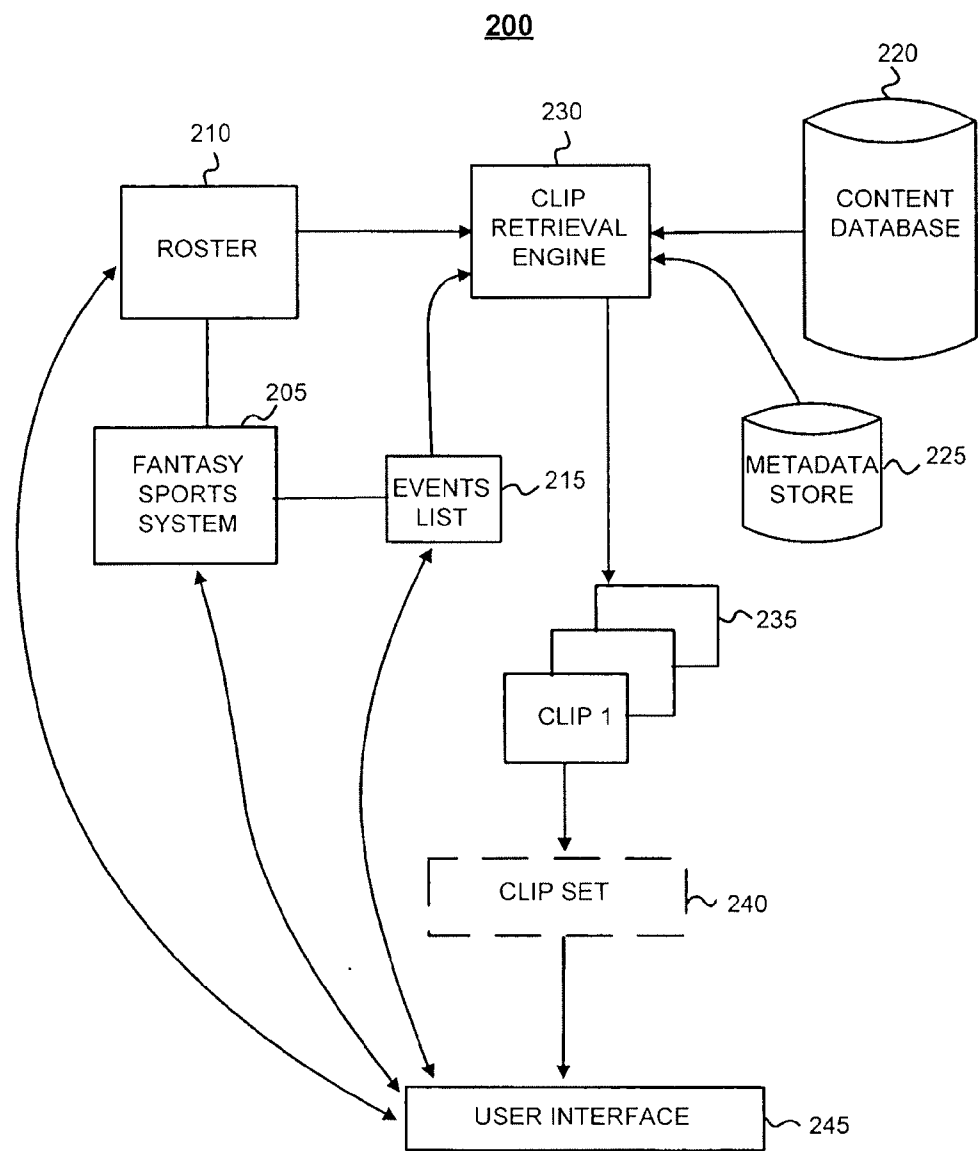 200
220
230
210
CLIP
RETRIEVAL
ENGINE
CONTENT
DATABASE
ROSTER
205
FANTASY
SPORTS
SYSTEM
EVENTS
LIST
215
METADATA
STORE
225
235
CLIP 1
CLIP SET
240
USER INTERFACE
245